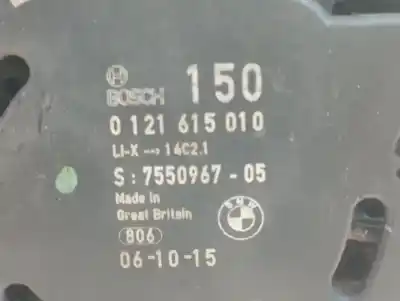 BOSCH 150
0 121 615 010
LI-X --> 14C2.1
S: 7550967-05
Made in
Great Britain
806
06-10-15
BMW